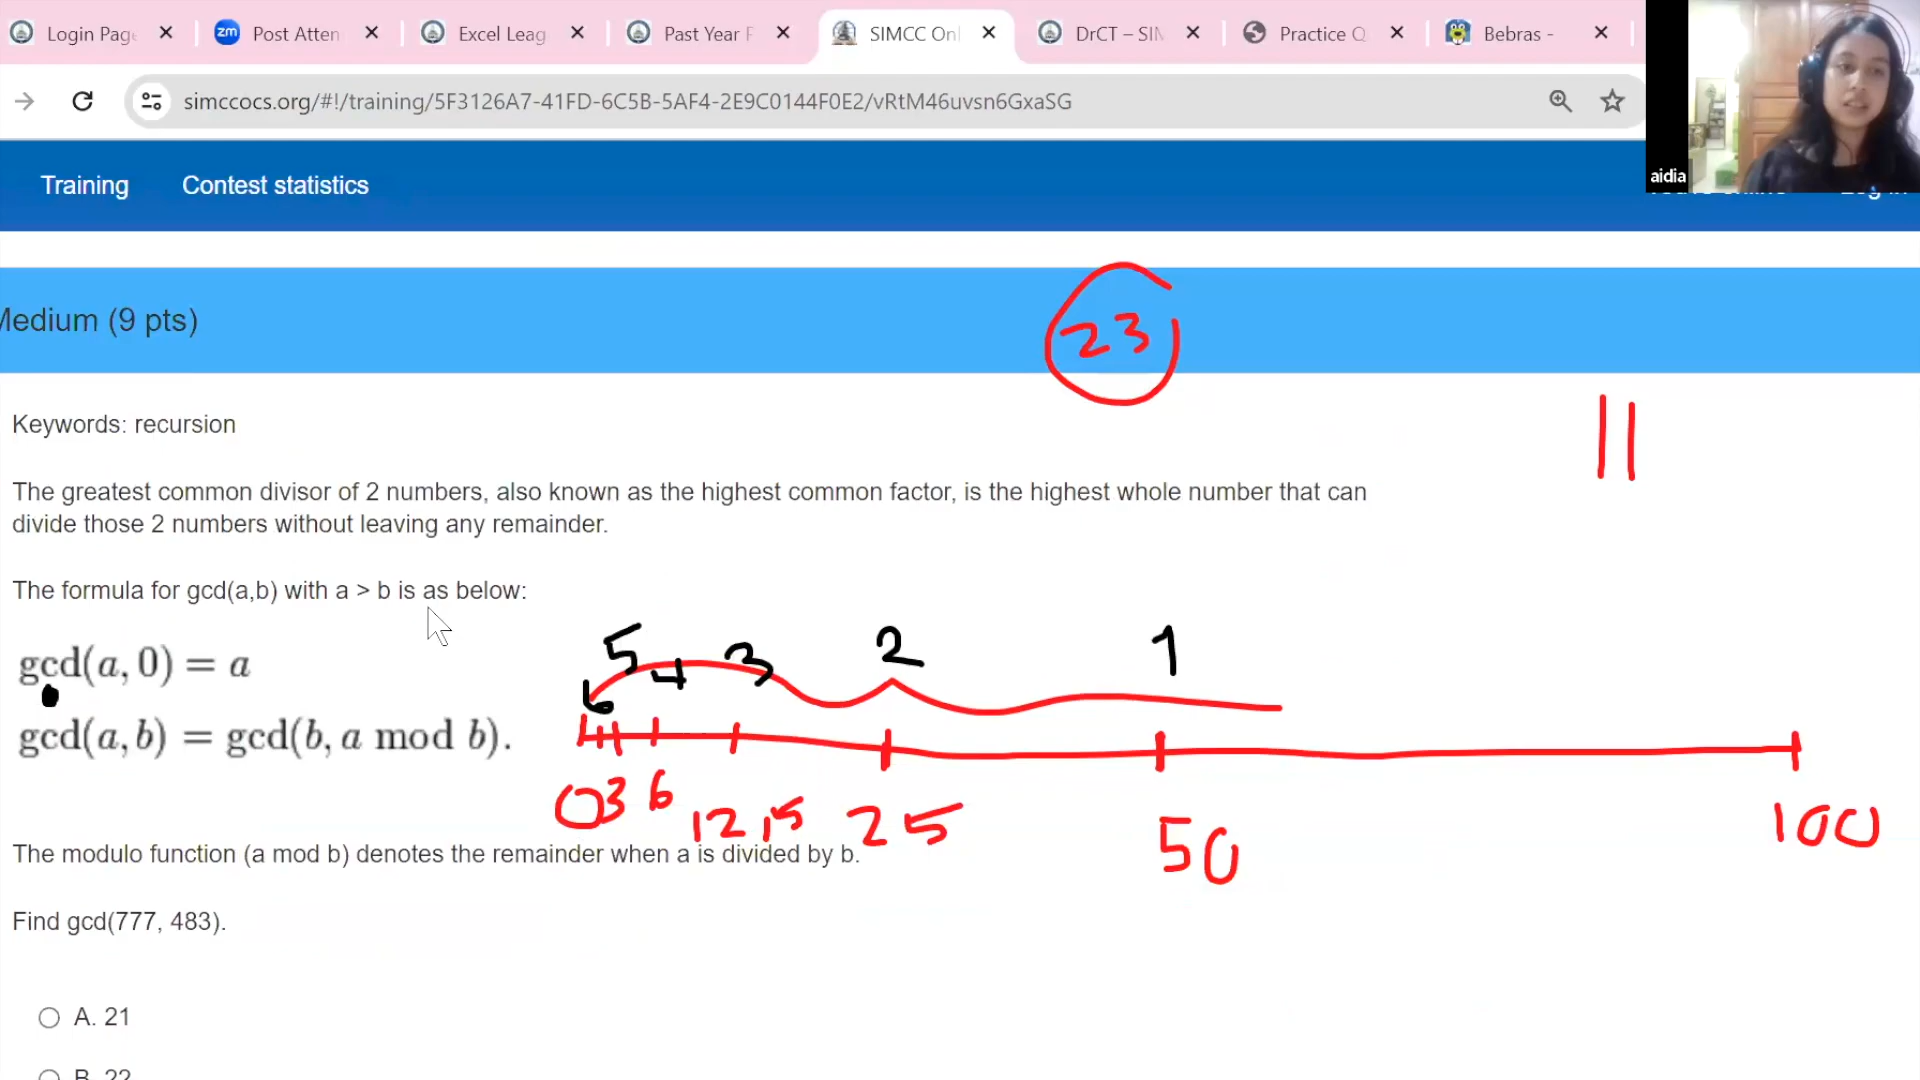 Login Page
Post Atten
Excel Leag
Past Year
SIMCC Onl
DrCT – SIM
Practice Q
Bebras -
simccocs.org/#!/training/5F3126A7-41FD-6C5B-5AF4-2E9C0144F0E2/vRtM46uvsn6GxaSG
aidia
Training
Contest statistics
Medium (9 pts)
23
Keywords: recursion
11
The greatest common divisor of 2 numbers, also known as the highest common factor, is the highest whole number that can
divide those 2 numbers without leaving any remainder.
The formula for gcd(a,b) with a > b is as below:
gcd(a, 0) = a
6 5 4 3 2 1
gcd(a, b) = gcd(b, a mod b).
0 3 6 12,15 25 50 100
The modulo function (a mod b) denotes the remainder when a is divided by b.
Find gcd(777, 483).
A. 21
B. 22